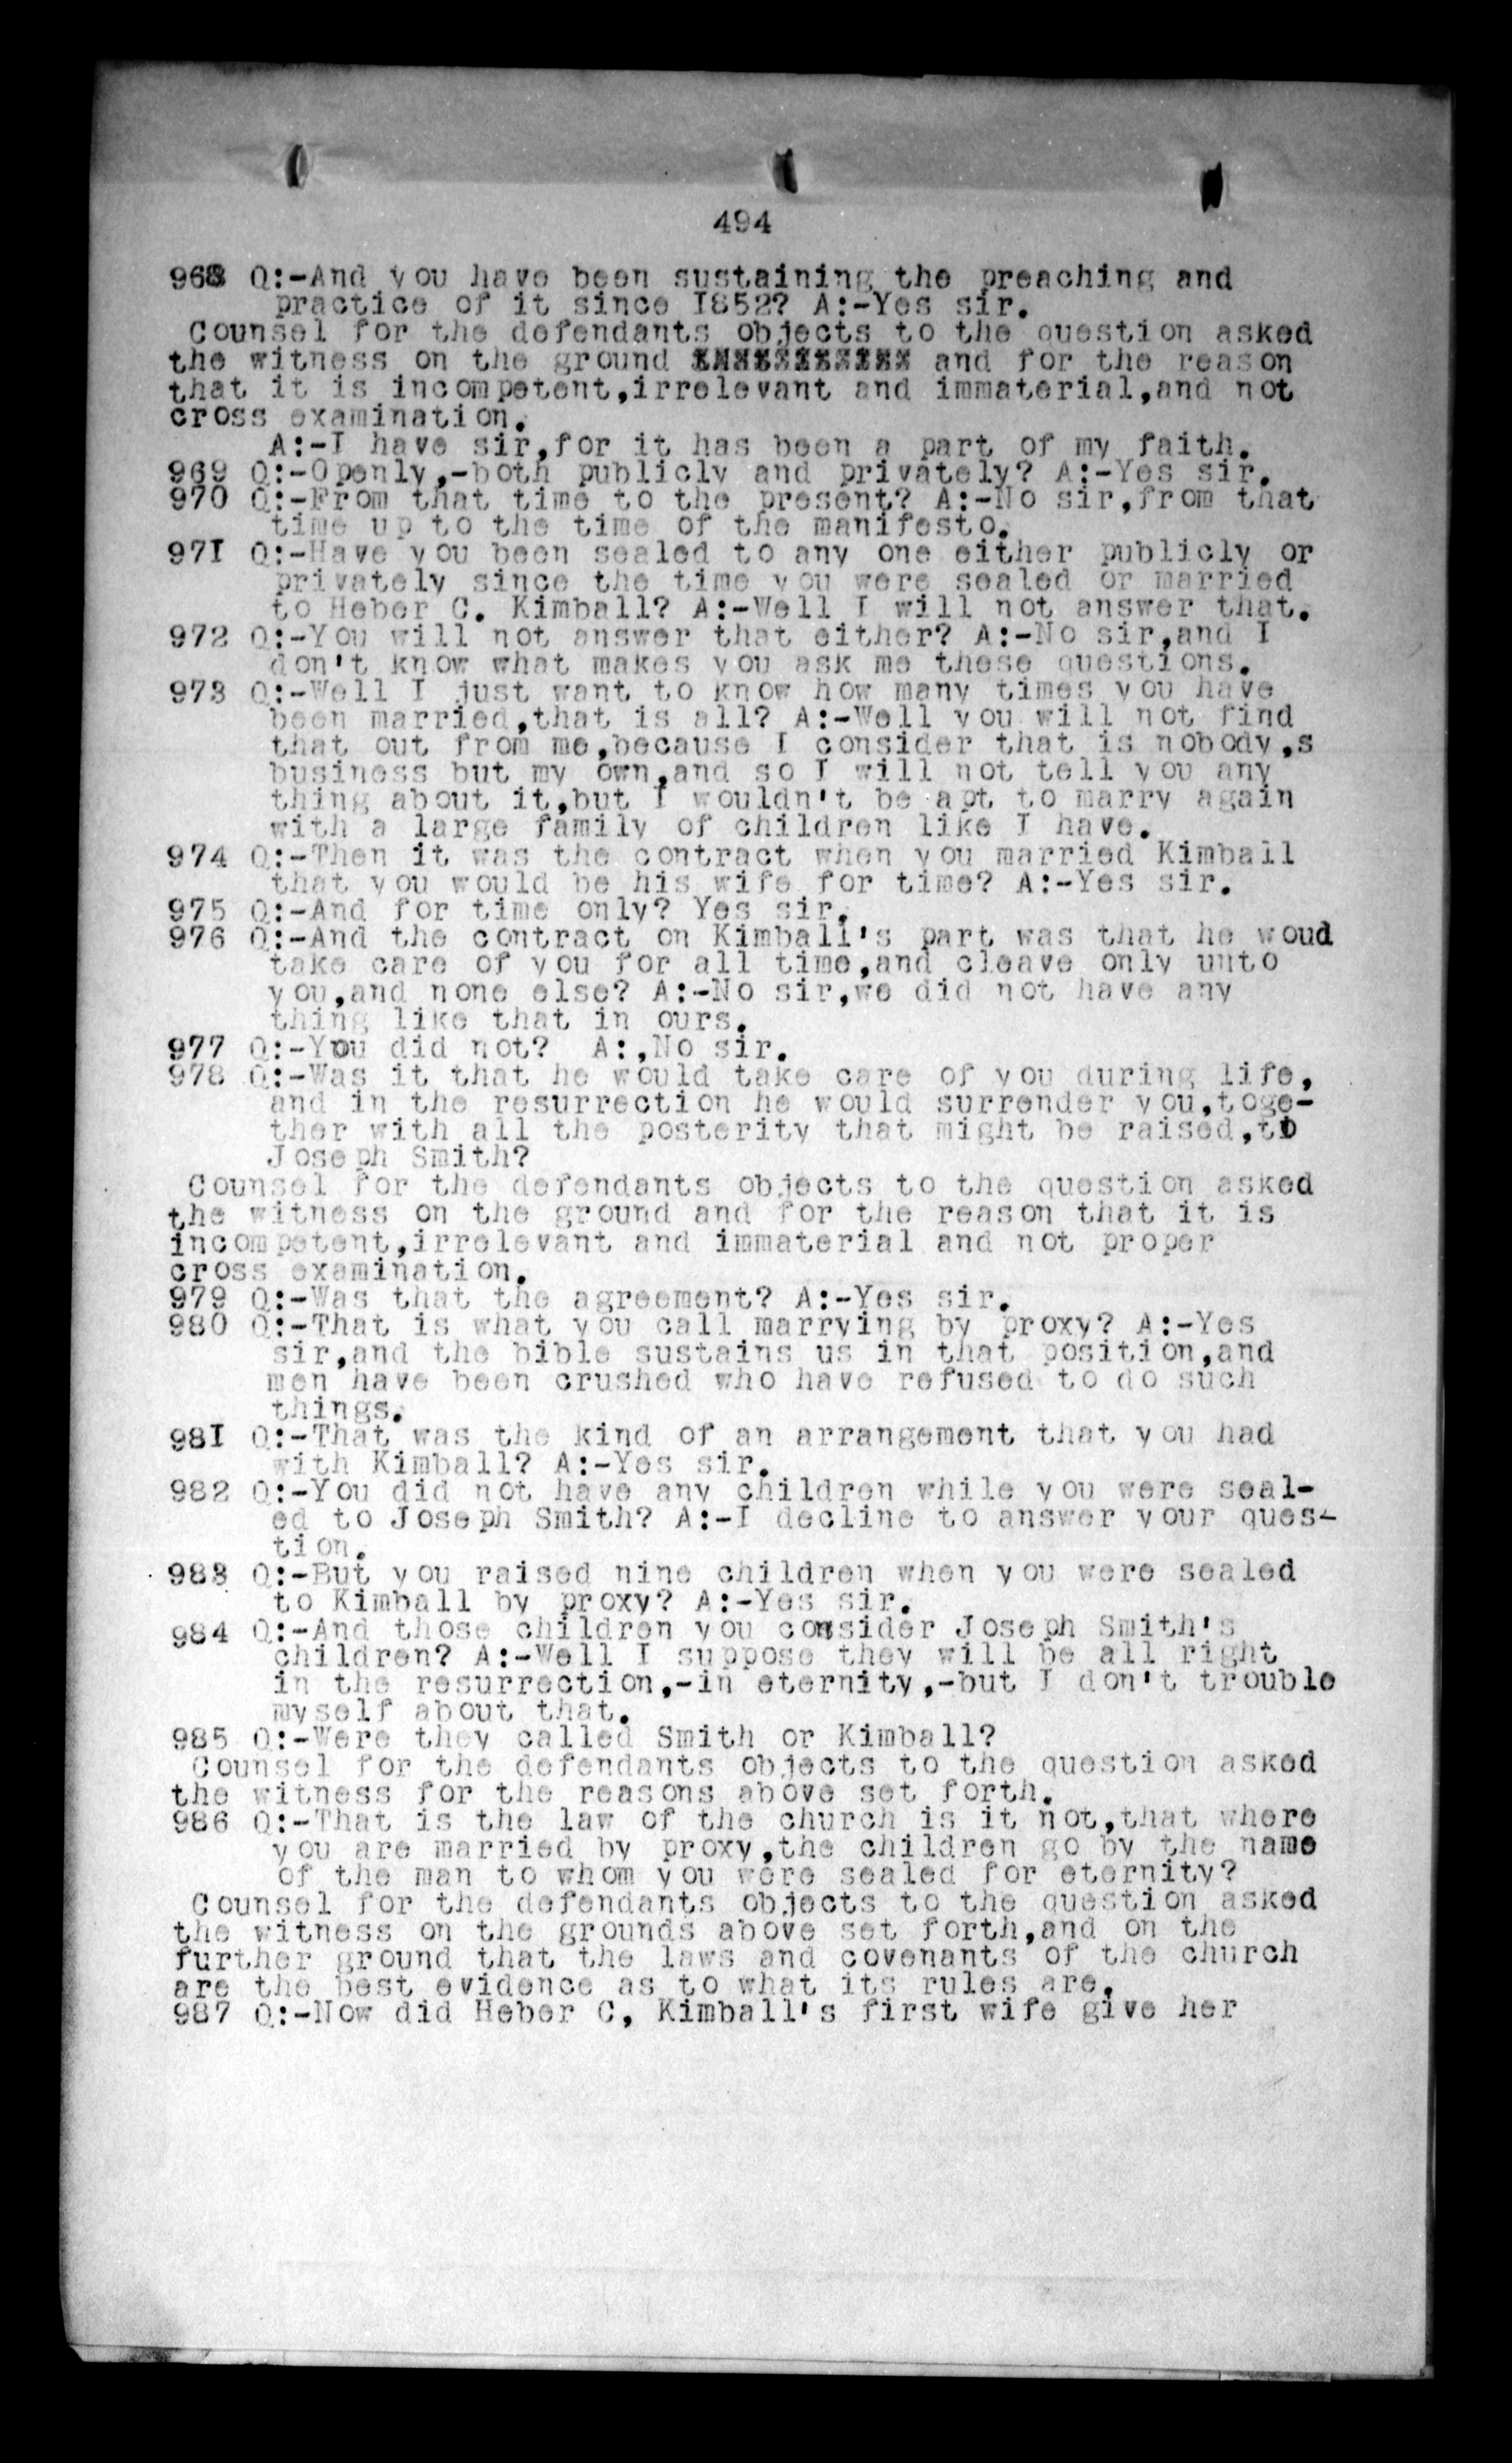 494
968 Q:-And you have been sustaining the preaching and
practice of it since I852? A:-Yes sir.
Counsel for the defendants objects to the question asked
the witness on the ground and for the reason
that it is incompetent,irrelevant and immaterial,and not
cross examination.
A:-I have sir,for it has been a part of my faith.
969 Q:-Openly,-both publicly and privately? A:-Yes sir.
970 Q:-From that time to the present? A:-No sir,from that
time up to the time of the manifesto.
97I Q:-Have you been sealed to any one either publicly or
privately since the time you were sealed or married
to Heber C. Kimball? A:-Well I will not answer that.
972 Q:-You will not answer that either? A:-No sir,and I
don't know what makes you ask me these questions.
973 Q:-Well I just want to know how many times you have
been married,that is all? A:-Well you will not find
that out from me,because I consider that is nobody,s
business but my own,and so I will not tell you any
thing about it,but I wouldn't be apt to marry again
with a large family of children like I have.
974 Q:-Then it was the contract when you married Kimball
that you would be his wife for time? A:-Yes sir.
975 Q:-And for time only? Yes sir.
976 Q:-And the contract on Kimball's part was that he woud
take care of you for all time,and cleave only unto
you,and none else? A:-No sir,we did not have any
thing like that in ours.
977 Q:-You did not? A:,No sir.
978 Q:-Was it that he would take care of you during life,
and in the resurrection he would surrender you,toge-
ther with all the posterity that might be raised,to
Joseph Smith?
Counsel for the defendants objects to the question asked
the witness on the ground and for the reason that it is
incompetent,irrelevant and immaterial and not proper
cross examination.
979 Q:-Was that the agreement? A:-Yes sir.
980 Q:-That is what you call marrying by proxy? A:-Yes
sir,and the bible sustains us in that position,and
men have been crushed who have refused to do such
things.
98I Q:-That was the kind of an arrangement that you had
with Kimball? A:-Yes sir.
982 Q:-You did not have any children while you were seal-
ed to Joseph Smith? A:-I decline to answer your ques-
tion.
983 Q:-But you raised nine children when you were sealed
to Kimball by proxy? A:-Yes sir.
984 Q:-And those children you consider Joseph Smith's
children? A:-Well I suppose they will be all right
in the resurrection,-in eternity,-but I don't trouble
myself about that.
985 Q:-Were they called Smith or Kimball?
Counsel for the defendants objects to the question asked
the witness for the reasons above set forth.
986 Q:-That is the law of the church is it not,that where
you are married by proxy,the children go by the name
of the man to whom you were sealed for eternity?
Counsel for the defendants objects to the question asked
the witness on the grounds above set forth,and on the
further ground that the laws and covenants of the church
are the best evidence as to what its rules are.
987 Q:-Now did Heber C, Kimball's first wife give her